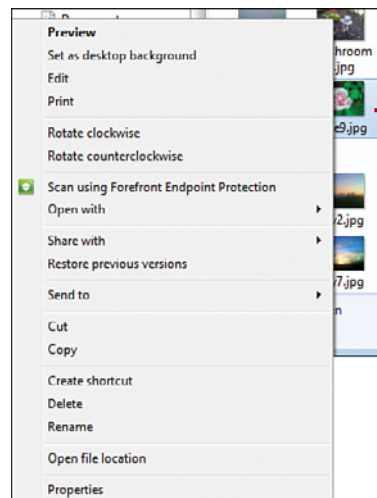 Preview
Set as desktop background
Edit
Print
Rotate clockwise
Rotate counterclockwise
Scan using Forefront Endpoint Protection
Open with
Share with
Restore previous versions
Send to
Cut
Copy
Create shortcut
Delete
Rename
Open file location
Properties
hroom
.jpg
e9.jpg
2.jpg
7.jpg